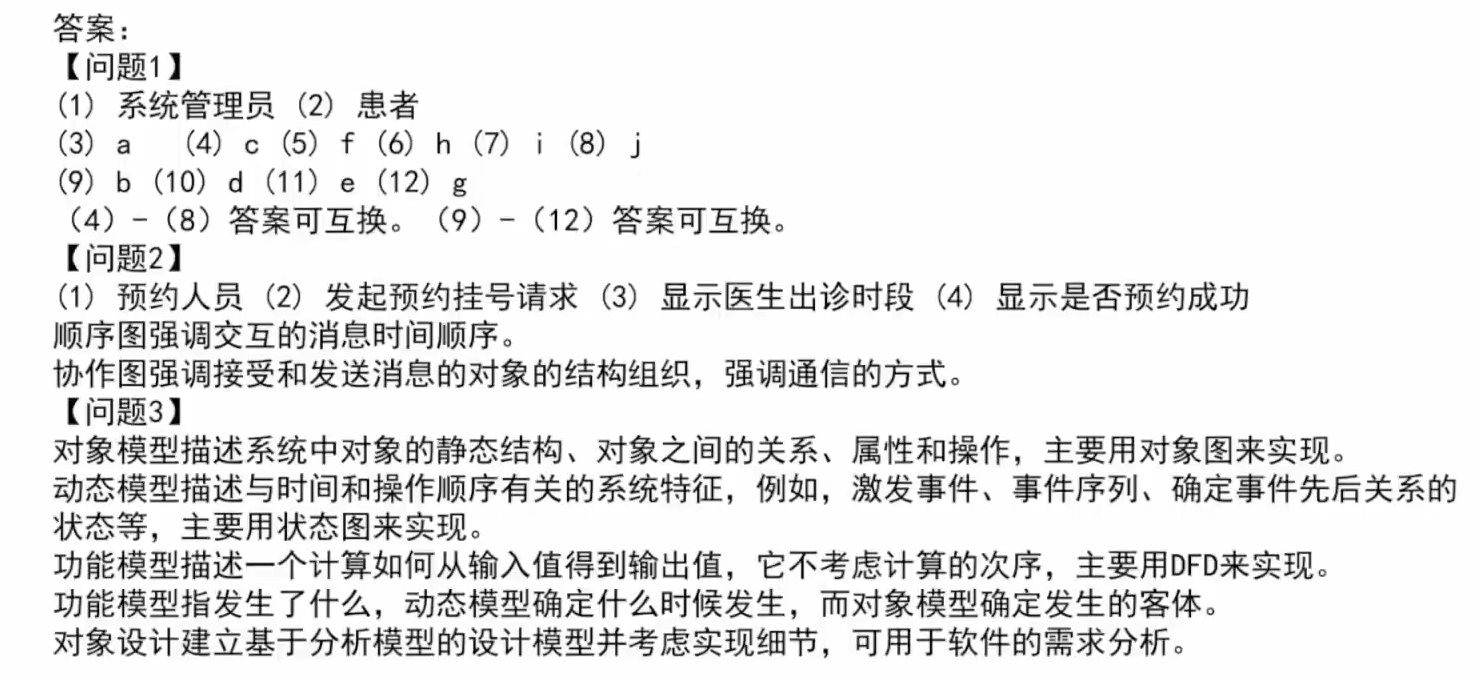 答案：
【问题1】
(1) 系统管理员 (2) 患者
(3) a (4) c (5) f (6) h (7) i (8) j
(9) b (10) d (11) e (12) g
（4）-（8）答案可互换。（9）-（12）答案可互换。
【问题2】
(1) 预约人员 (2) 发起预约挂号请求 (3) 显示医生出诊时段 (4) 显示是否预约成功
顺序图强调交互的消息时间顺序。
协作图强调接受和发送消息的对象的结构组织，强调通信的方式。
【问题3】
对象模型描述系统中对象的静态结构、对象之间的关系、属性和操作，主要用对象图来实现。
动态模型描述与时间和操作顺序有关的系统特征，例如，激发事件、事件序列、确定事件先后关系的
状态等，主要用状态图来实现。
功能模型描述一个计算如何从输入值得到输出值，它不考虑计算的次序，主要用DFD来实现。
功能模型指发生了什么，动态模型确定什么时候发生，而对象模型确定发生的客体。
对象设计建立基于分析模型的设计模型并考虑实现细节，可用于软件的需求分析。